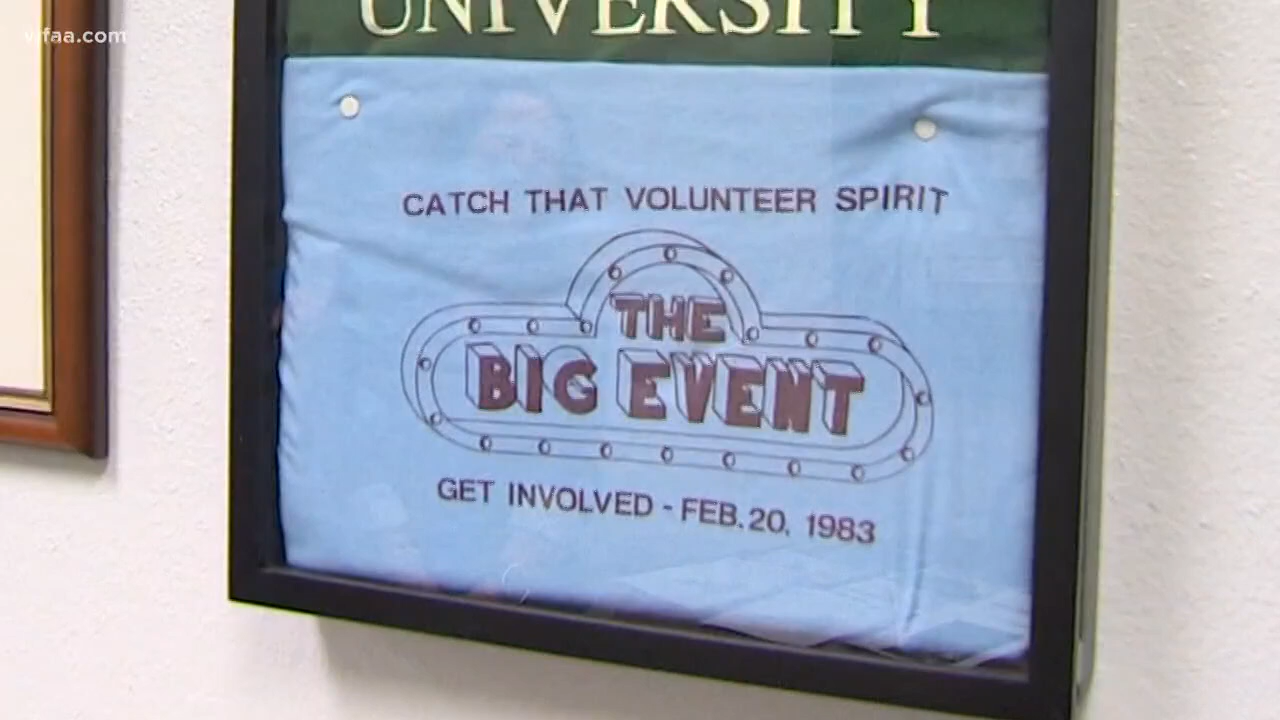 wfaa.com
UNIVERSITY
CATCH THAT VOLUNTEER SPIRIT
THE
BIG EVENT
GET INVOLVED - FEB. 20, 1983